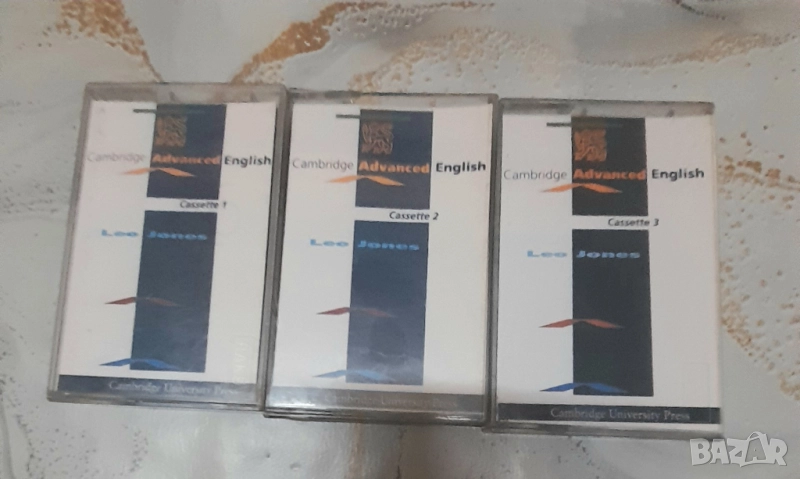 Cambridge Advanced English
Cassette 1
Leo Jones
Cambridge University Press
Cambridge Advanced English
Cassette 2
Leo Jones
Cambridge University Press
Cambridge Advanced English
Cassette 3
Leo Jones
Cambridge University Press
BAZAR